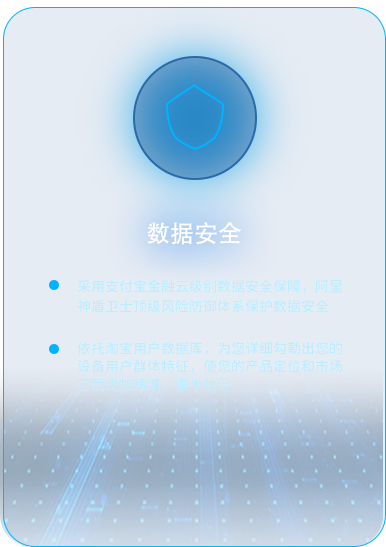 数据安全
采用支付宝金融云级别数据安全保障，阿里
神盾卫士顶级风险防御体系保护数据安全
依托淘宝用户数据库，为您详细勾勒出您的
设备用户群体特征，使您的产品定位和市场